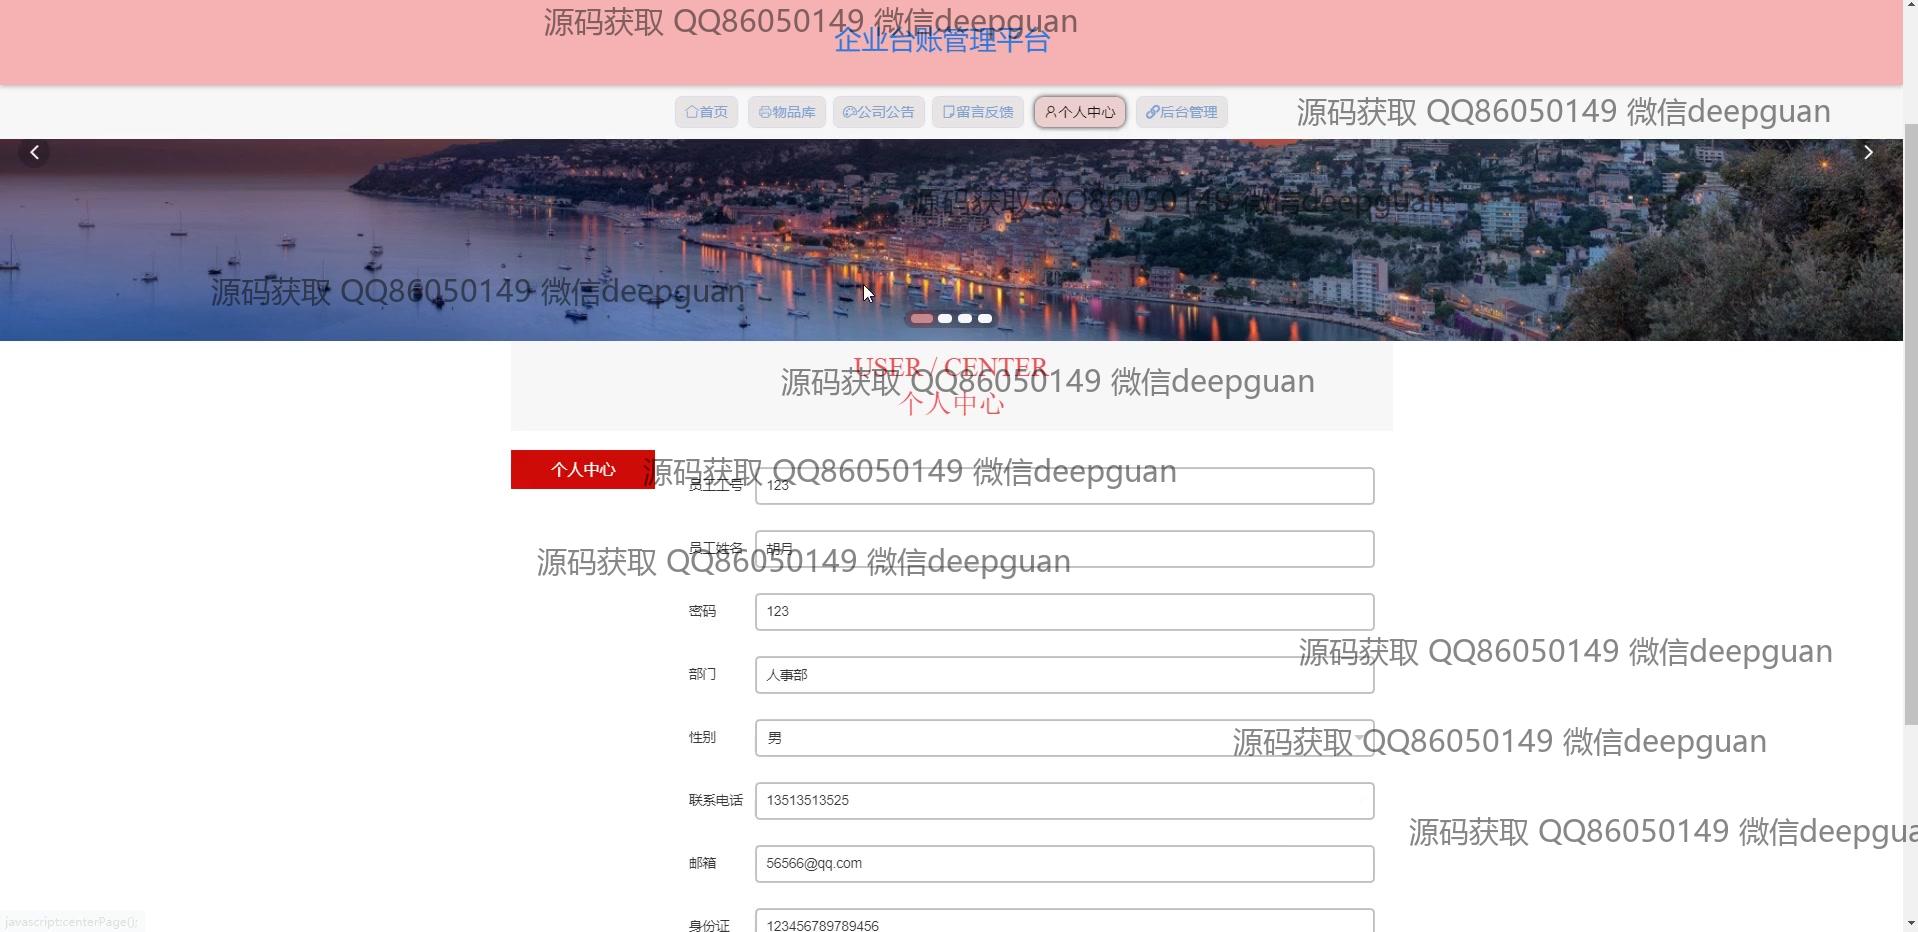 源码获取 QQ86050149 微信deepguan
企业台账管理平台
首页 物品库 公司公告 留言反馈 个人中心 后台管理
源码获取 QQ86050149 微信deepguan
源码获取 QQ86050149 微信deepguan
源码获取 QQ86050149 微信deepguan
USER / CENTER
源码获取 QQ86050149 微信deepguan
个人中心
个人中心
源码获取 QQ86050149 微信deepguan
员工工号 123
员工姓名 胡月
源码获取 QQ86050149 微信deepguan
密码 123
源码获取 QQ86050149 微信deepguan
部门 人事部
性别 男
源码获取 QQ86050149 微信deepguan
联系电话 13513513525
源码获取 QQ86050149 微信deepgua
邮箱 56566@qq.com
身份证 123456789789456
javascript:centerPage();